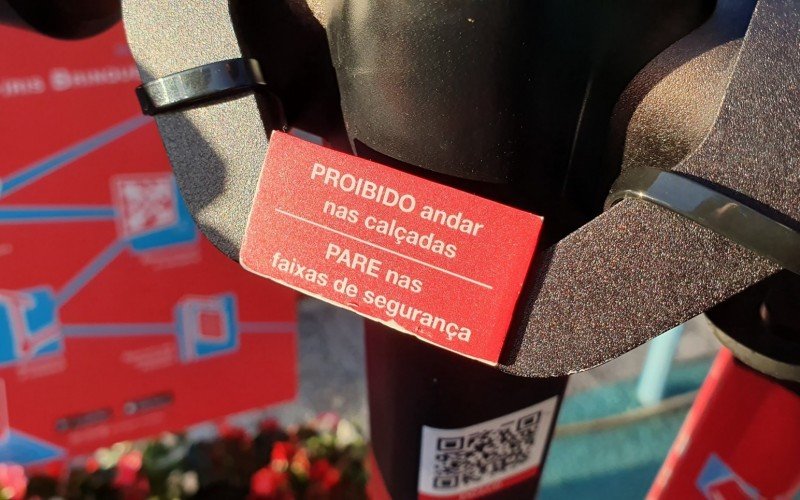 PROIBIDO andar
nas calçadas
PARE nas
faixas de segurança